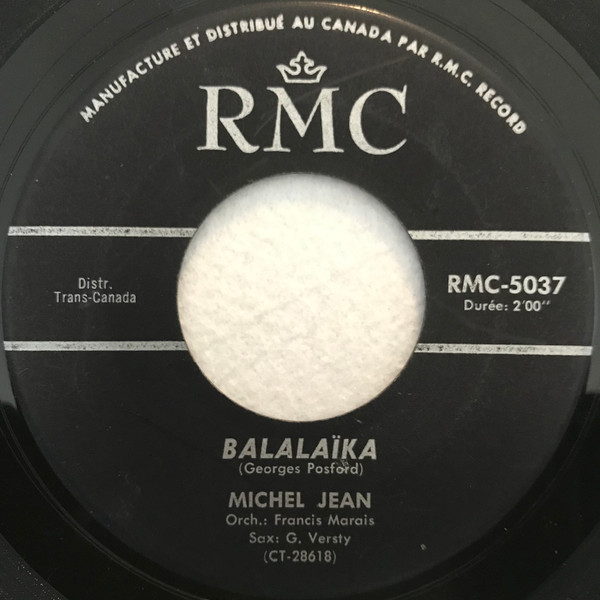 MANUFACTURE ET DISTRIBUÉ AU CANADA PAR R.M.C. RECORD
RMC
Distr.
Trans-Canada
RMC-5037
Durée: 2'00"
BALALAÏKA
(Georges Posford)
MICHEL JEAN
Orch.: Francis Marais
Sax: G. Versty
(CT-28618)